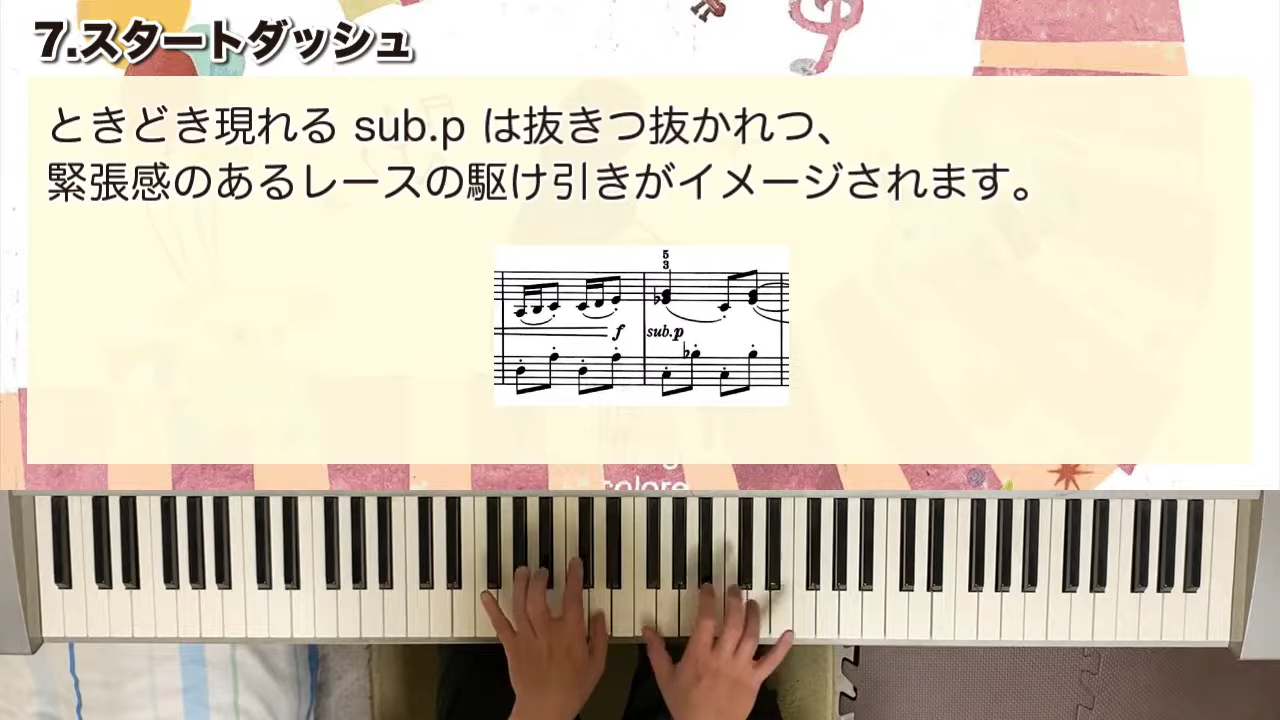 7.スタートダッシュ
ときどき現れる sub.p は抜きつ抜かれつ、
緊張感のあるレースの駆け引きがイメージされます。
5
3
f sub.p
colore